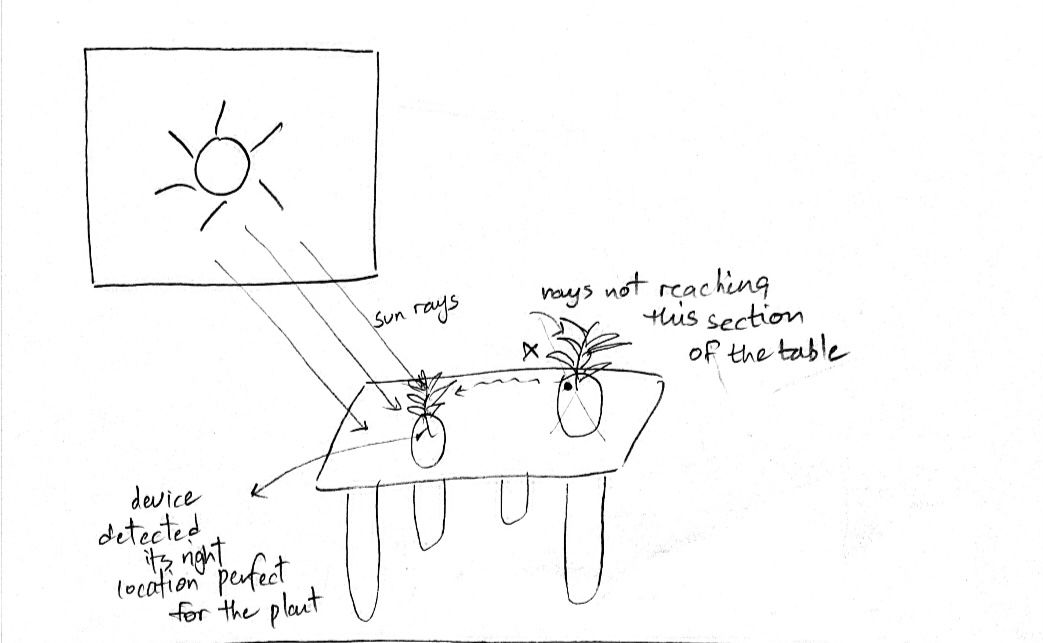 sun rays
rays not reaching
this section
of the table
x
device
detected
its right
location perfect
for the plant